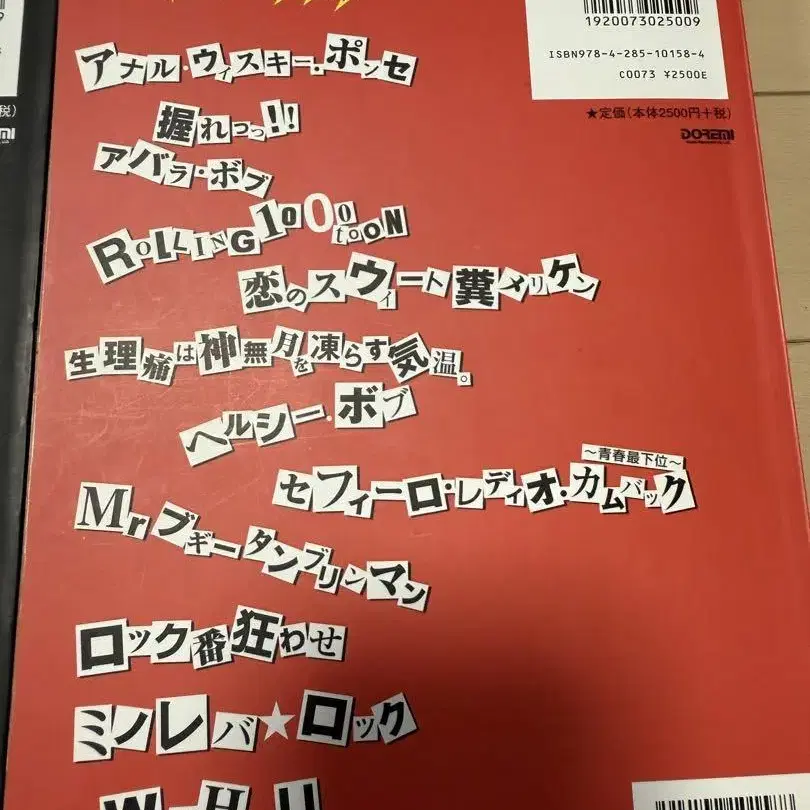 1920073025009
ISBN978-4-285-10158-4
C0073 ¥2500E
★定価(本体2500円+税)
DOREMI
アナル・ウィスキー・ポンセ
握れっっ!!
アバラ・ボブ
ROLLING1000tOON
恋のスウィート糞メリケン
生理痛は神無月を凍らす気温。
ヘルシー・ボブ
〜青春最下位〜
セフィーロ・レディオ・カムバック
Mrブギータンブリンマン
ロック番狂わせ
ミノレバ★ロック
税)